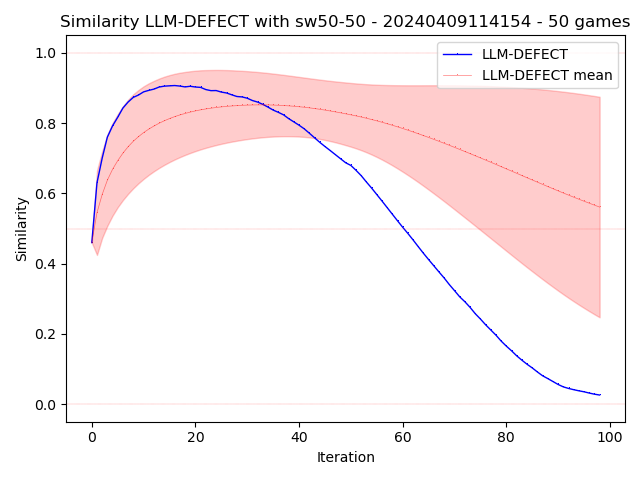 Similarity LLM-DEFECT with sw50-50 - 20240409114154 - 50 games
LLM-DEFECT
LLM-DEFECT mean
1.0
0.8
0.6
0.4
0.2
0.0
Similarity
0 20 40 60 80 100
Iteration